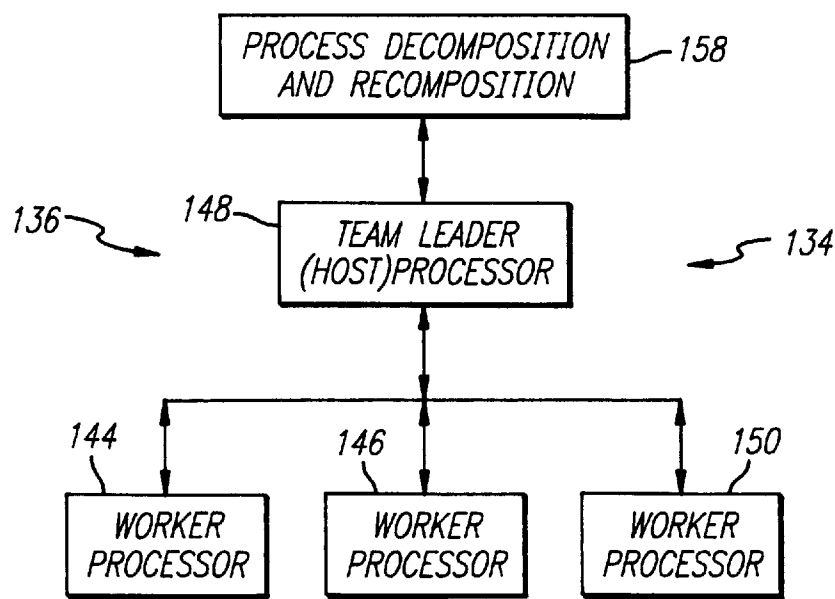 PROCESS DECOMPOSITION
AND RECOMPOSITION
158
148
136
TEAM LEADER
(HOST)PROCESSOR
134
144
146
150
WORKER
PROCESSOR
WORKER
PROCESSOR
WORKER
PROCESSOR